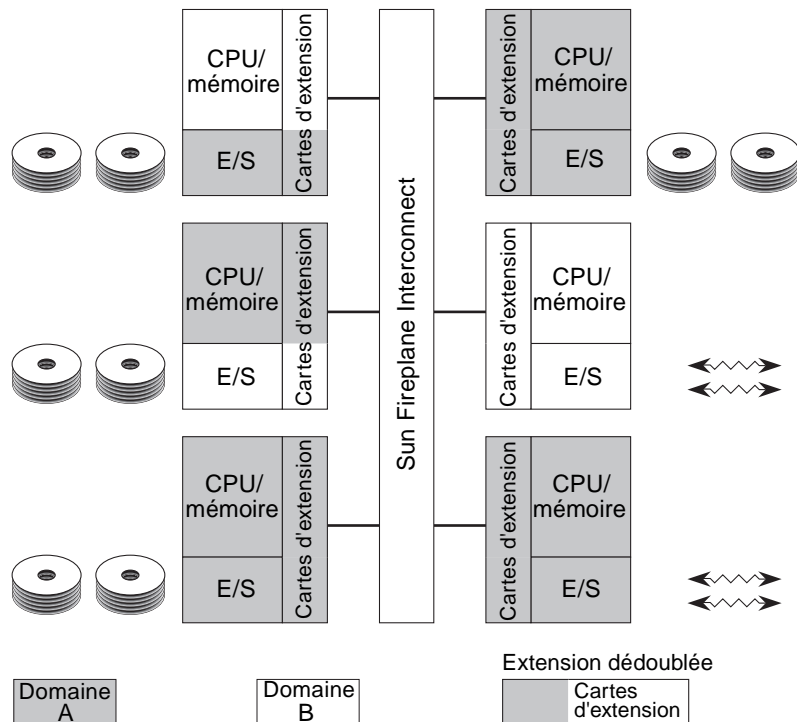 CPU/
mémoire
E/S
Cartes d'extension
Sun Fireplane Interconnect
Cartes d'extension
CPU/
mémoire
E/S
CPU/
mémoire
E/S
Cartes d'extension
Cartes d'extension
CPU/
mémoire
E/S
CPU/
mémoire
E/S
Cartes d'extension
Cartes d'extension
CPU/
mémoire
E/S
Domaine
A
Domaine
B
Extension dédoublée
Cartes
d'extension